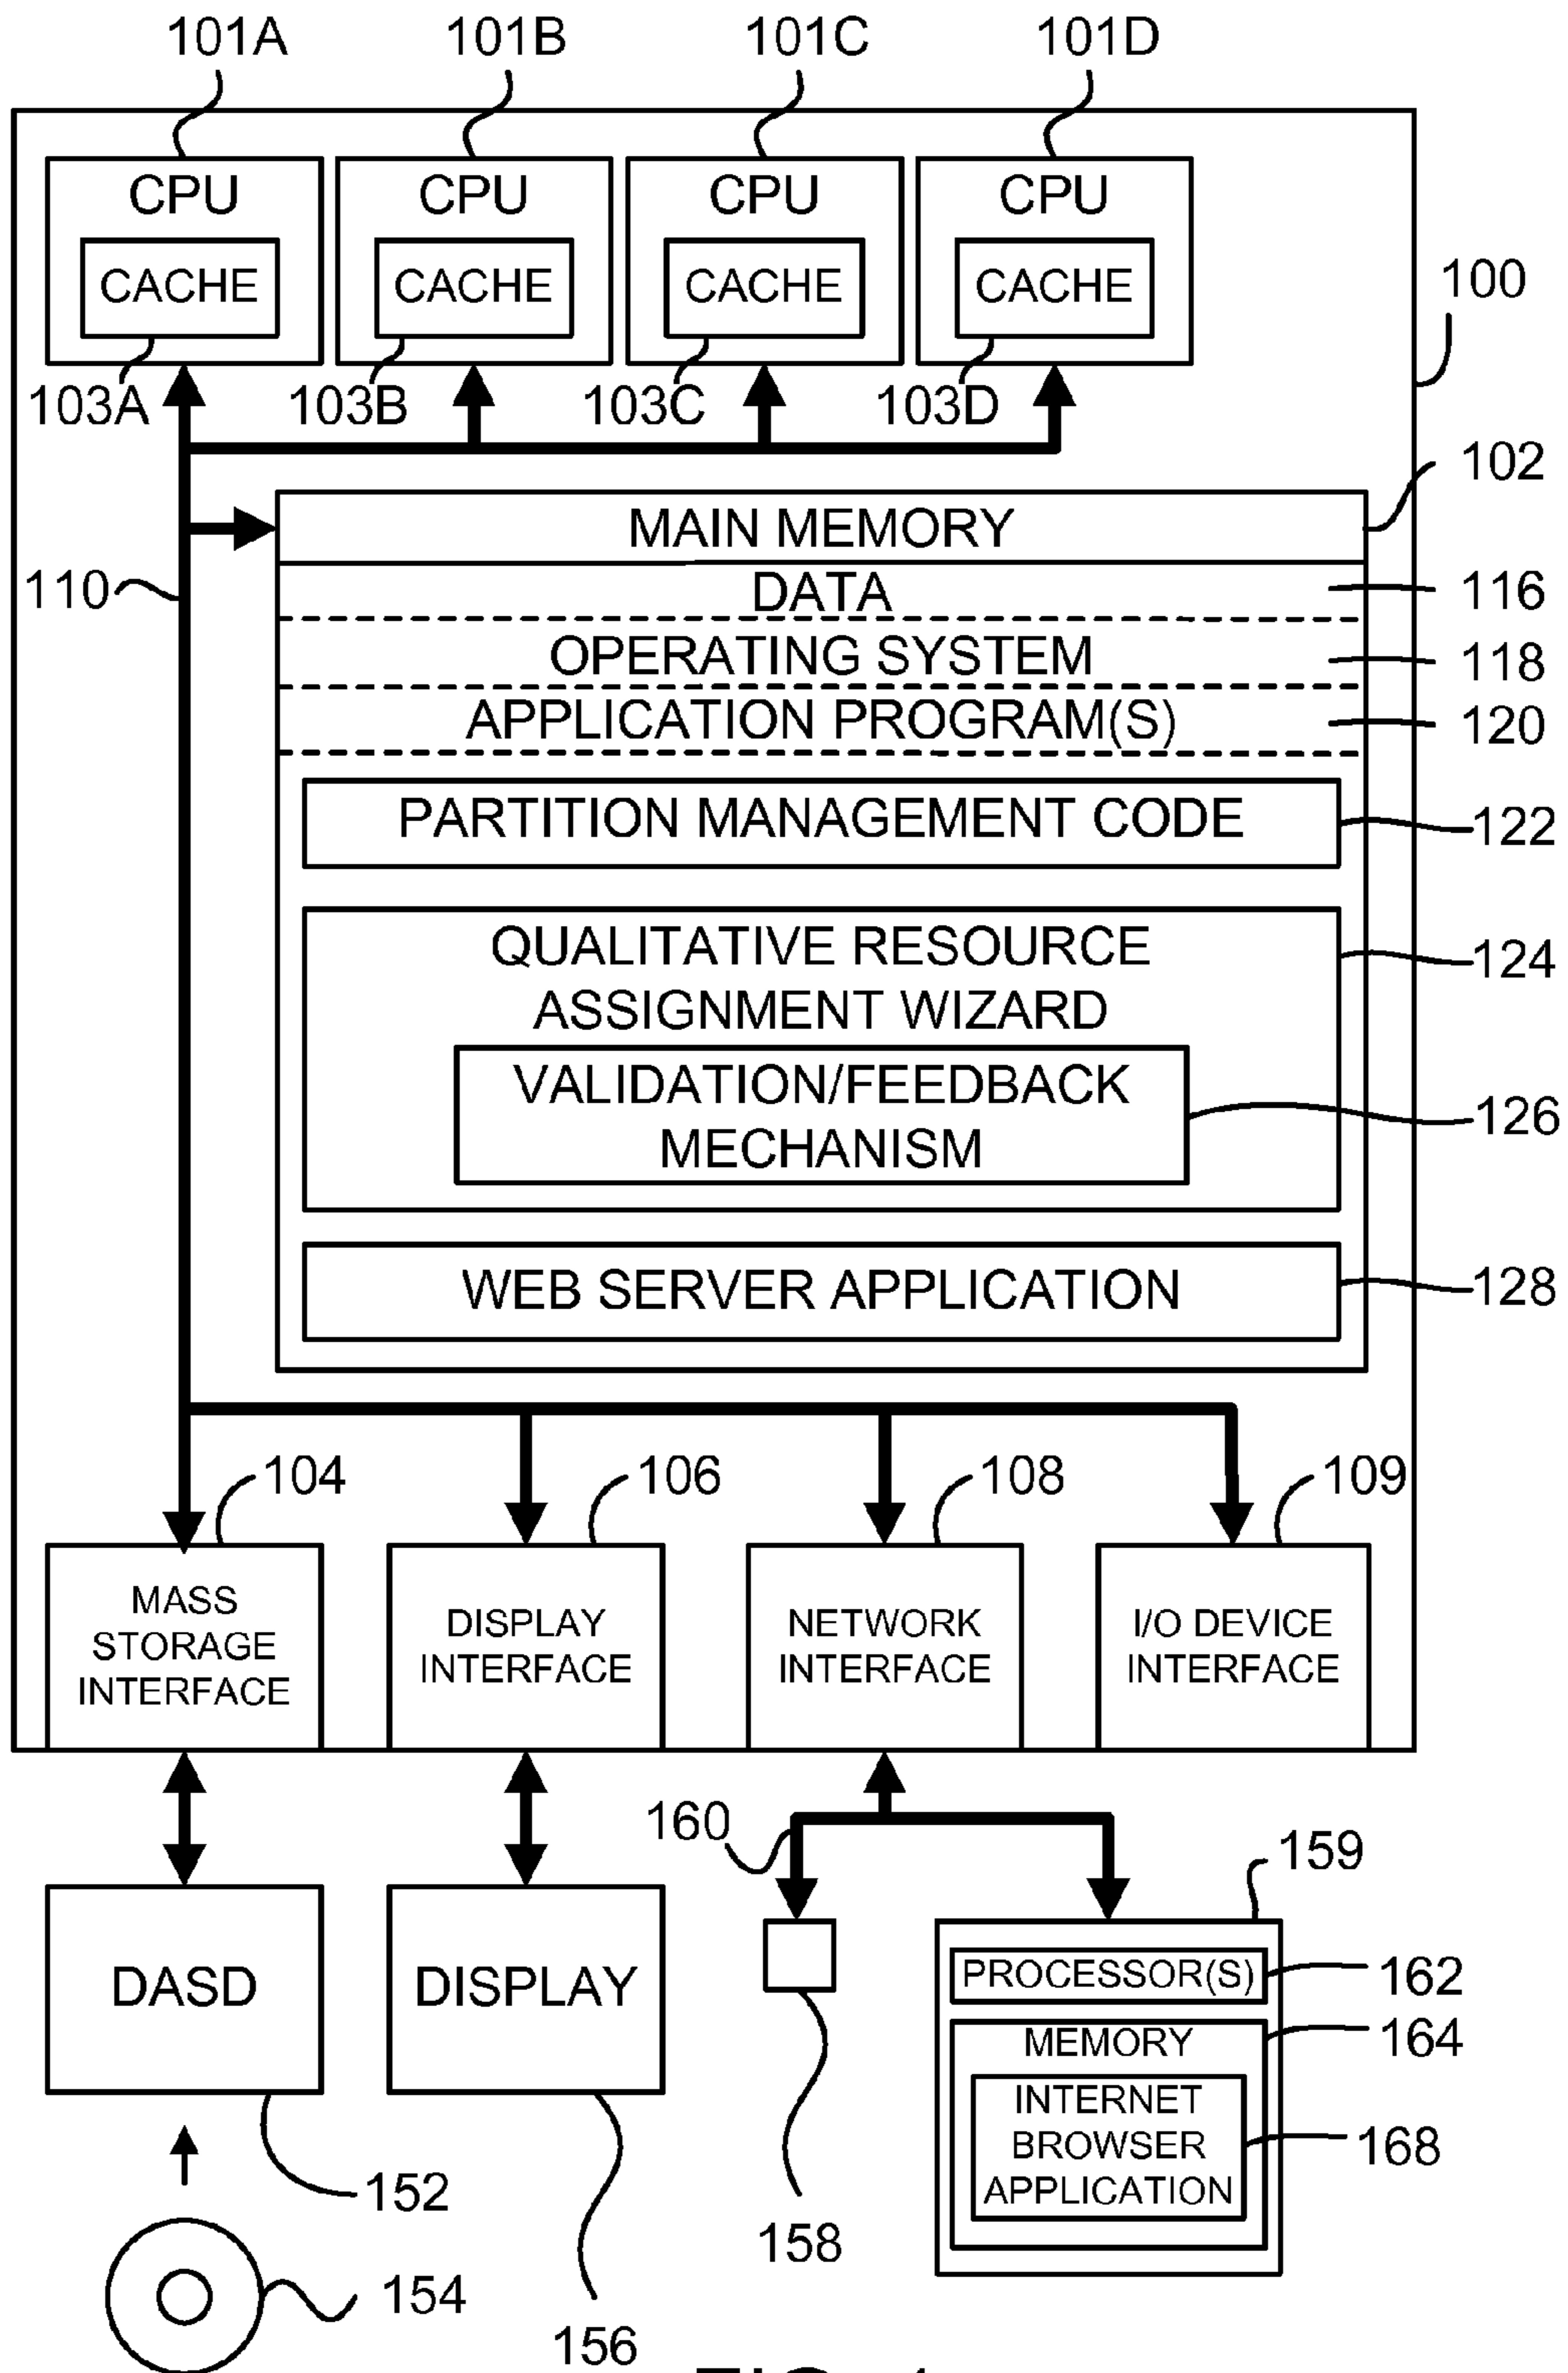 101A 101B 101C 101D
CPU CPU CPU CPU
CACHE CACHE CACHE CACHE
100
103A 103B 103C 103D
102
MAIN MEMORY
110
DATA 116
OPERATING SYSTEM 118
APPLICATION PROGRAM(S) 120
PARTITION MANAGEMENT CODE 122
QUALITATIVE RESOURCE 124
ASSIGNMENT WIZARD
VALIDATION/FEEDBACK 126
MECHANISM
WEB SERVER APPLICATION 128
104 106 108 109
MASS
STORAGE
INTERFACE
DISPLAY
INTERFACE
NETWORK
INTERFACE
I/O DEVICE
INTERFACE
160
159
DASD
DISPLAY
PROCESSOR(S) 162
MEMORY 164
INTERNET
BROWSER 168
APPLICATION
152
158
154
156